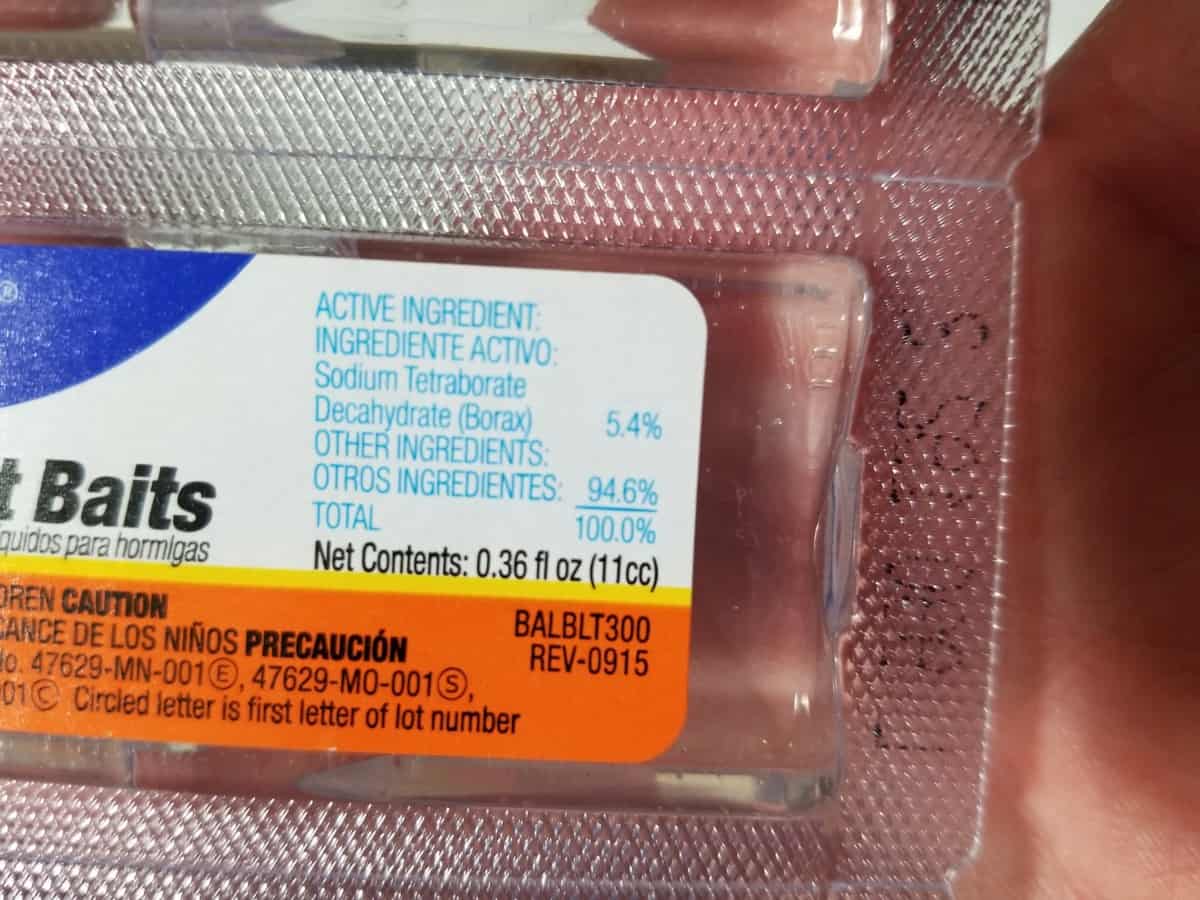 ®
ACTIVE INGREDIENT:
INGREDIENTE ACTIVO:
Sodium Tetraborate
Decahydrate (Borax) 5.4%
OTHER INGREDIENTS:
OTROS INGREDIENTES: 94.6%
TOTAL 100.0%
Net Contents: 0.36 fl oz (11cc)
t Baits
quidos para hormigas
DREN CAUTION
CANCE DE LOS NIÑOS PRECAUCIÓN
lo. 47629-MN-001Ⓔ, 47629-MO-001Ⓢ,
01Ⓒ Circled letter is first letter of lot number
BALBLT300
REV-0915